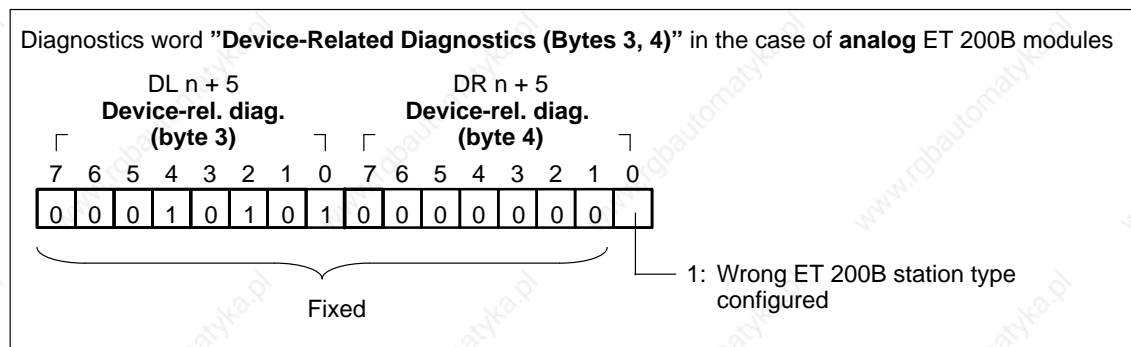 Diagnostics word ”Device-Related Diagnostics (Bytes 3, 4)” in the case of analog ET 200B modules
DL n + 5 DR n + 5
Device-rel. diag. Device-rel. diag.
(byte 3) (byte 4)
7 6 5 4 3 2 1 0 7 6 5 4 3 2 1 0
0 0 0 1 0 1 0 1 0 0 0 0 0 0 0
1: Wrong ET 200B station type
configured
Fixed
www.rgbautomatyka.pl